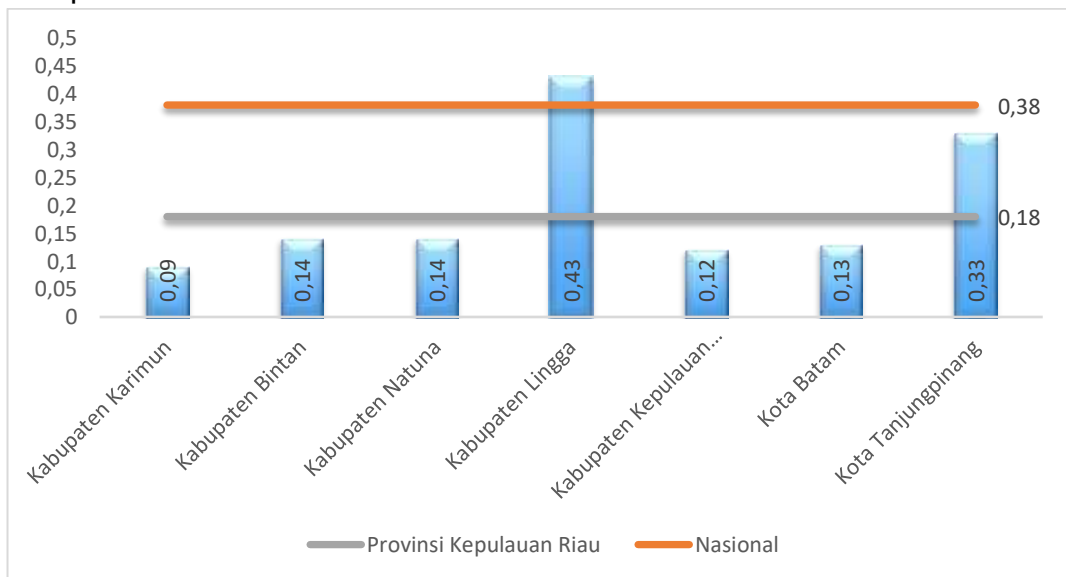 0,5
0,45
0,4
0,35
0,3
0,25
0,2
0,15
0,1
0,05
0
0,38
0,18
0,09
0,14
0,14
0,43
0,12
0,13
0,33
Kabupaten Karimun
Kabupaten Bintan
Kabupaten Natuna
Kabupaten Lingga
Kabupaten Kepulauan...
Kota Batam
Kota Tanjungpinang
Provinsi Kepulauan Riau
Nasional